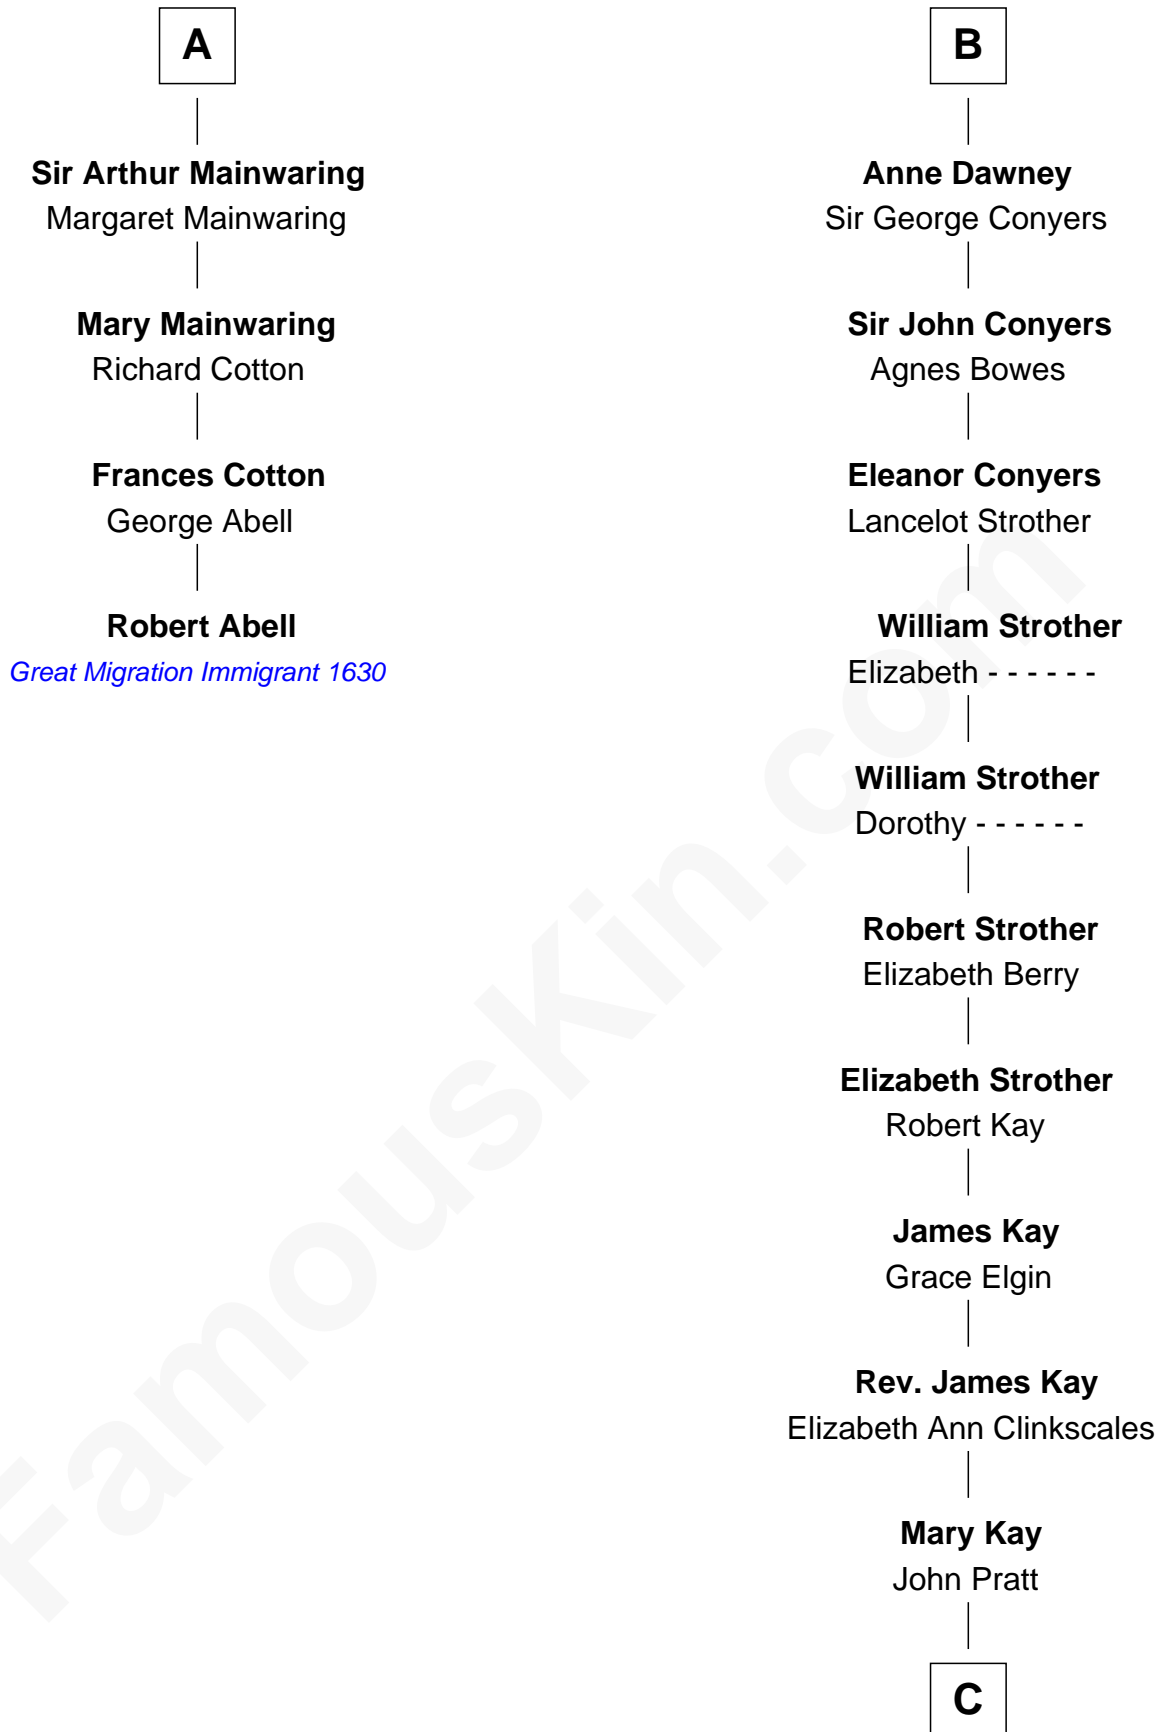 A
Sir Arthur Mainwaring
Margaret Mainwaring
Mary Mainwaring
Richard Cotton
Frances Cotton
George Abell
Robert Abell
Great Migration Immigrant 1630
B
Anne Dawney
Sir George Conyers
Sir John Conyers
Agnes Bowes
Eleanor Conyers
Lancelot Strother
William Strother
Elizabeth - - - - - -
William Strother
Dorothy - - - - - -
Robert Strother
Elizabeth Berry
Elizabeth Strother
Robert Kay
James Kay
Grace Elgin
Rev. James Kay
Elizabeth Ann Clinkscales
Mary Kay
John Pratt
C
FamousKin.com